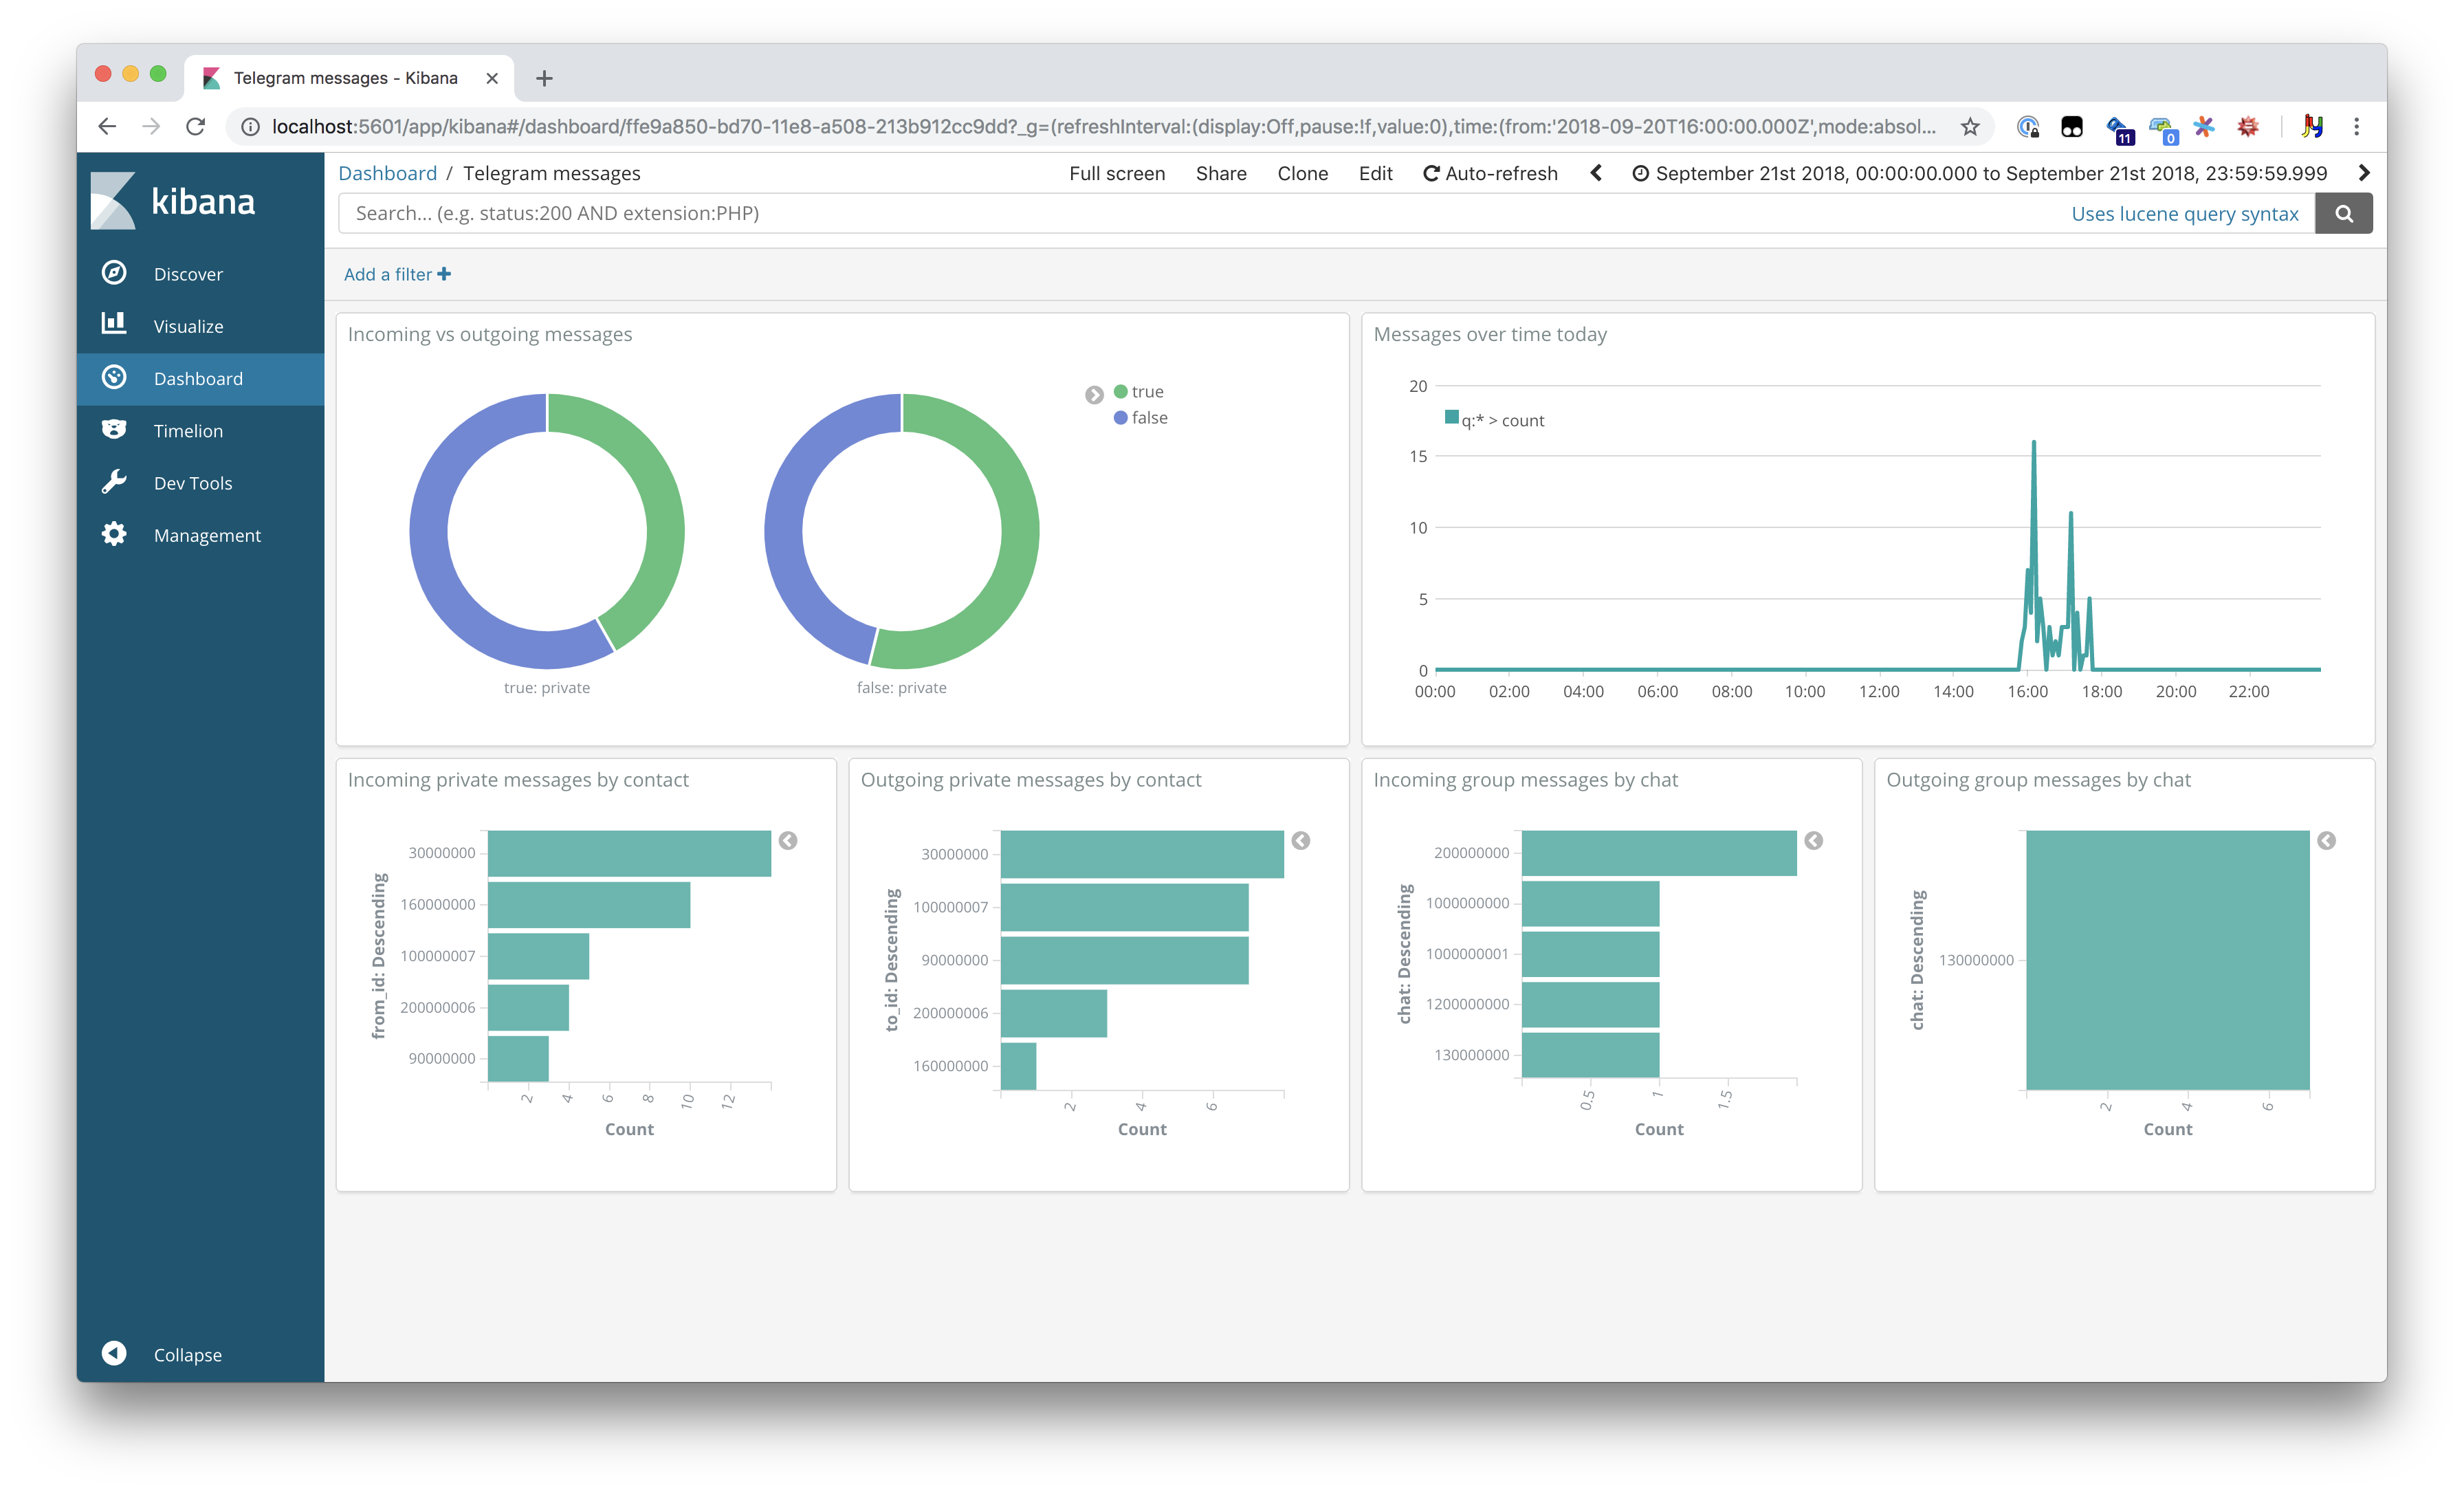 Telegram messages - Kibana
localhost:5601/app/kibana#/dashboard/ffe9a850-bd70-11e8-a508-213b912cc9dd?_g=(refreshInterval:(display:Off,pause:!f,value:0),time:(from:'2018-09-20T16:00:00.000Z',mode:absol...
11
0
kibana
Discover
Visualize
Dashboard
Timelion
Dev Tools
Management
Collapse
Dashboard / Telegram messages
Full screen Share Clone Edit Auto-refresh September 21st 2018, 00:00:00.000 to September 21st 2018, 23:59:59.999
Search... (e.g. status:200 AND extension:PHP)
Uses lucene query syntax
Add a filter
Incoming vs outgoing messages
true
false
true: private
false: private
Messages over time today
q:* > count
20
15
10
5
0
00:00 02:00 04:00 06:00 08:00 10:00 12:00 14:00 16:00 18:00 20:00 22:00
Incoming private messages by contact
from_id: Descending
30000000
160000000
100000007
200000006
90000000
2 4 6 8 10 12
Count
Outgoing private messages by contact
to_id: Descending
30000000
100000007
90000000
200000006
160000000
2 4 6
Count
Incoming group messages by chat
chat: Descending
200000000
1000000000
1000000001
1200000000
130000000
0.5 1 1.5
Count
Outgoing group messages by chat
chat: Descending
130000000
2 4 6
Count